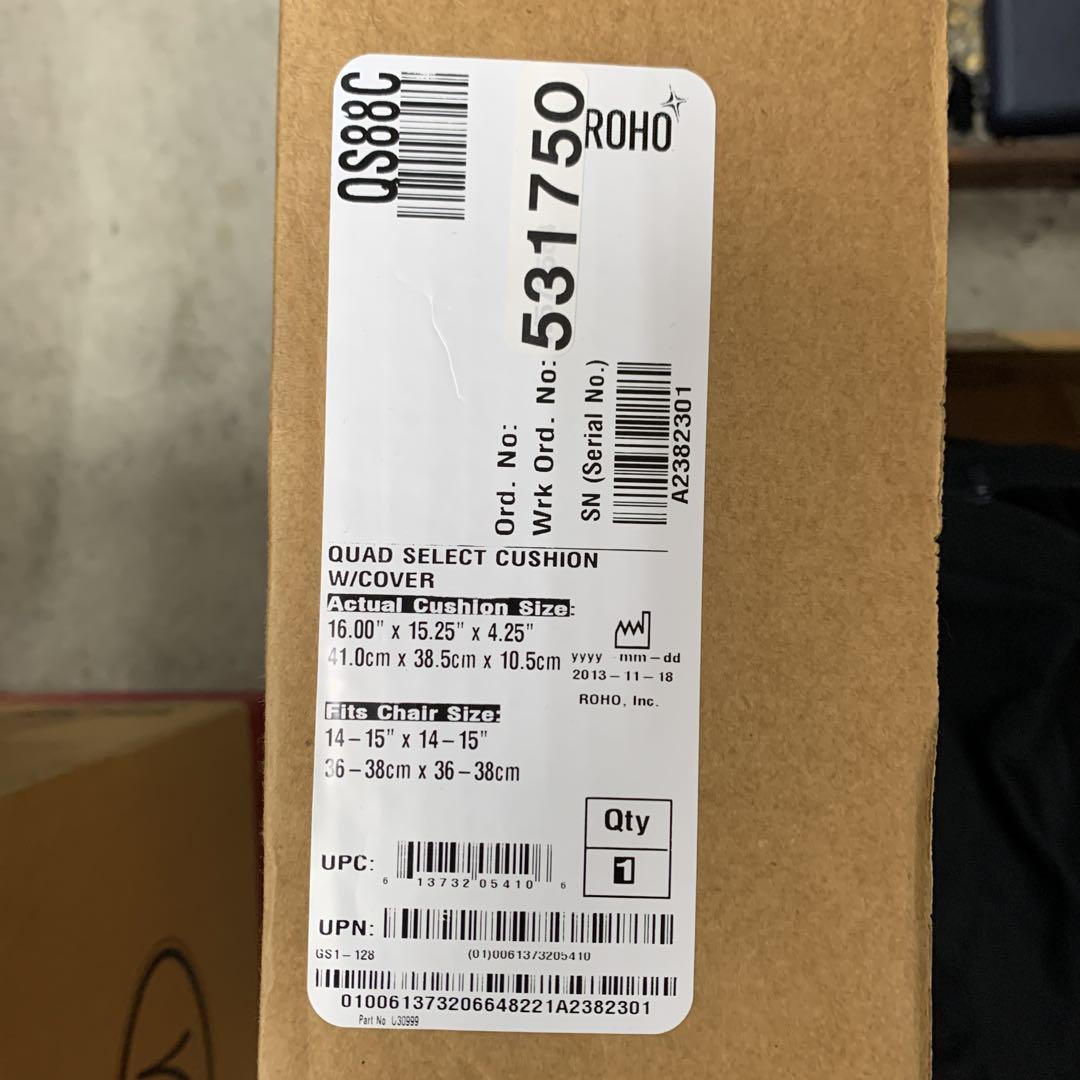 QS88C
ROHO
Ord. No:
Wrk Ord. No: 531750
SN (Serial No.)
A2382301
QUAD SELECT CUSHION
W/COVER
Actual Cushion Size:
16.00" x 15.25" x 4.25"
41.0cm x 38.5cm x 10.5cm
yyyy-mm-dd
2013-11-18
ROHO, Inc.
Fits Chair Size:
14-15" x 14-15"
36-38cm x 36-38cm
Qty
1
UPC:
6 13732 05410 6
UPN:
GS1-128
(01)0061373205410
010061373206648221A2382301
Part No U30999